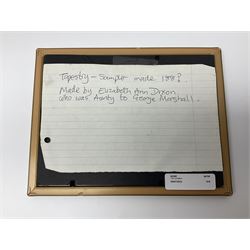 Tapestry - Sampler made 188?
Made by Elizabeth Ann Dixon
who was Aunty to George Marshall.